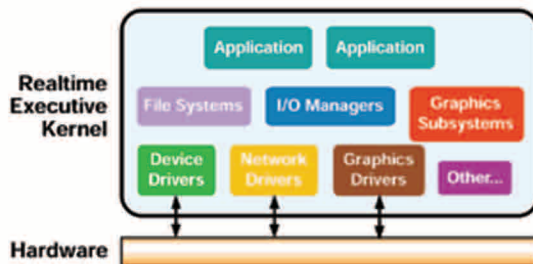 Application Application
Realtime
Executive
Kernel
File Systems I/O Managers Graphics
Subsystems
Device
Drivers
Network
Drivers
Graphics
Drivers
Other...
Hardware